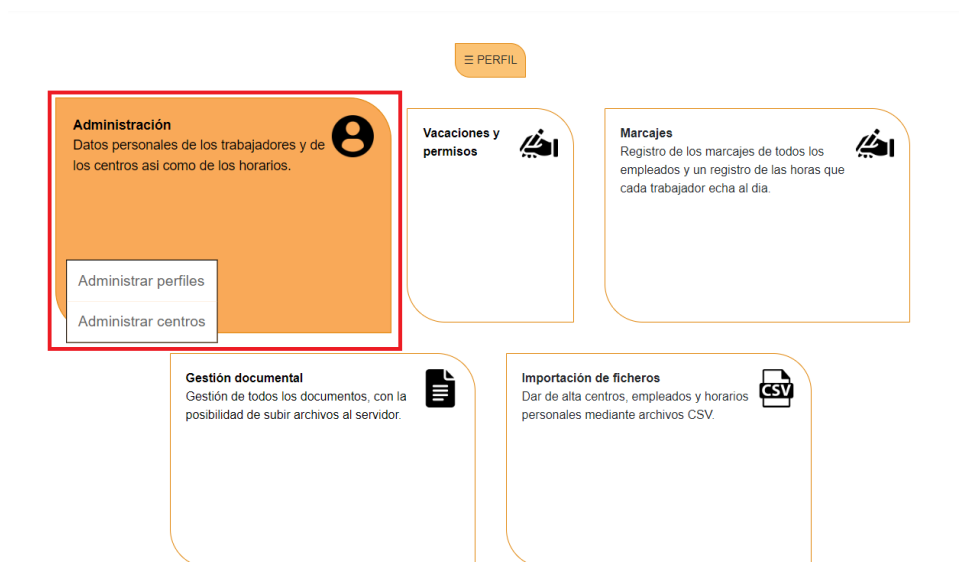 ☰ PERFIL
Administración
Datos personales de los trabajadores y de
los centros asi como de los horarios.
Administrar perfiles
Administrar centros
Vacaciones y
permisos
Marcajes
Registro de los marcajes de todos los
empleados y un registro de las horas que
cada trabajador echa al dia.
Gestión documental
Gestión de todos los documentos, con la
posibilidad de subir archivos al servidor.
Importación de ficheros
Dar de alta centros, empleados y horarios
personales mediante archivos CSV.
CSV